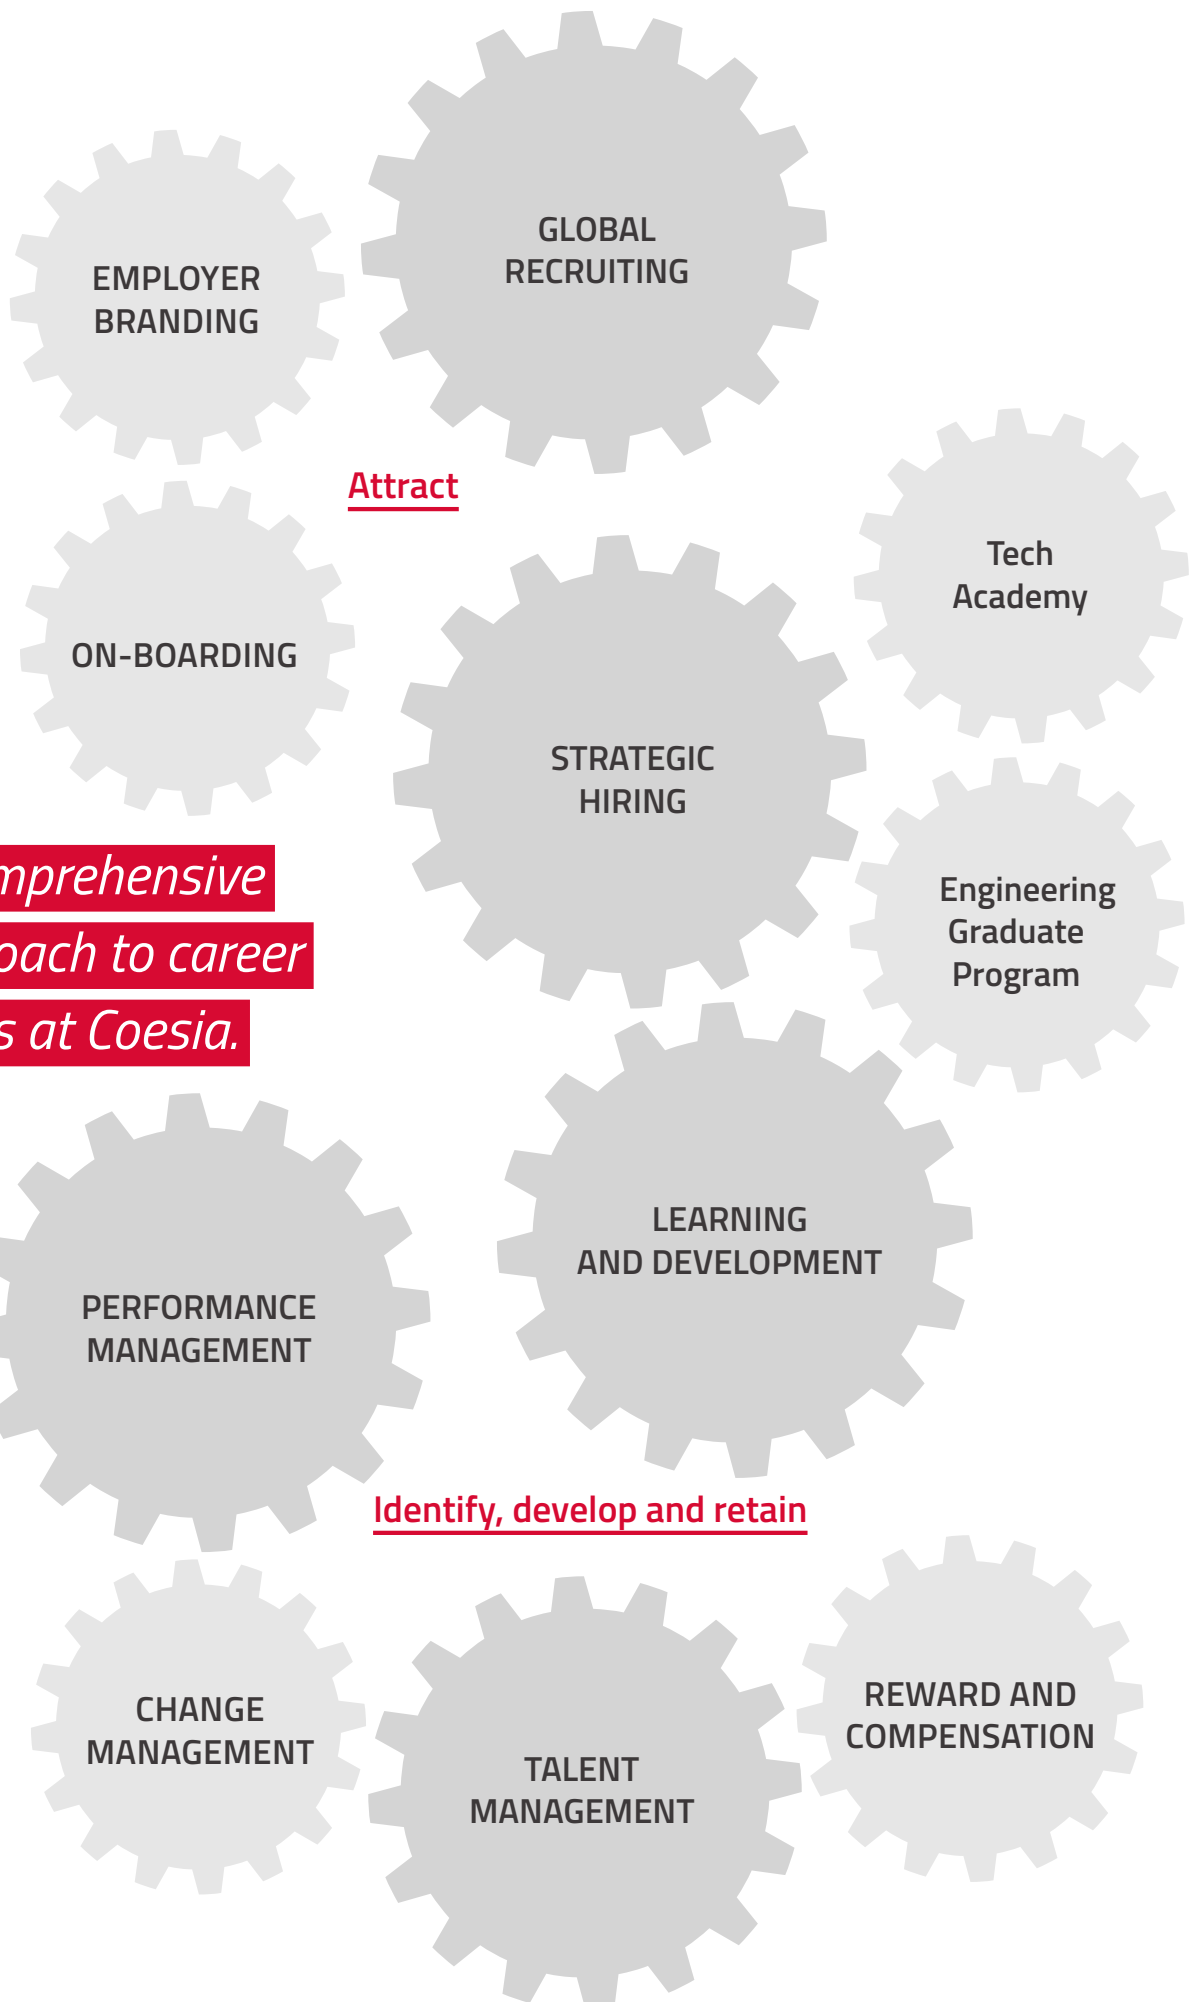 GLOBAL
RECRUITING
EMPLOYER
BRANDING
Attract
Tech
Academy
ON-BOARDING
STRATEGIC
HIRING
mprehensive
oach to career
s at Coesia.
Engineering
Graduate
Program
LEARNING
AND DEVELOPMENT
PERFORMANCE
MANAGEMENT
Identify, develop and retain
CHANGE
MANAGEMENT
TALENT
MANAGEMENT
REWARD AND
COMPENSATION